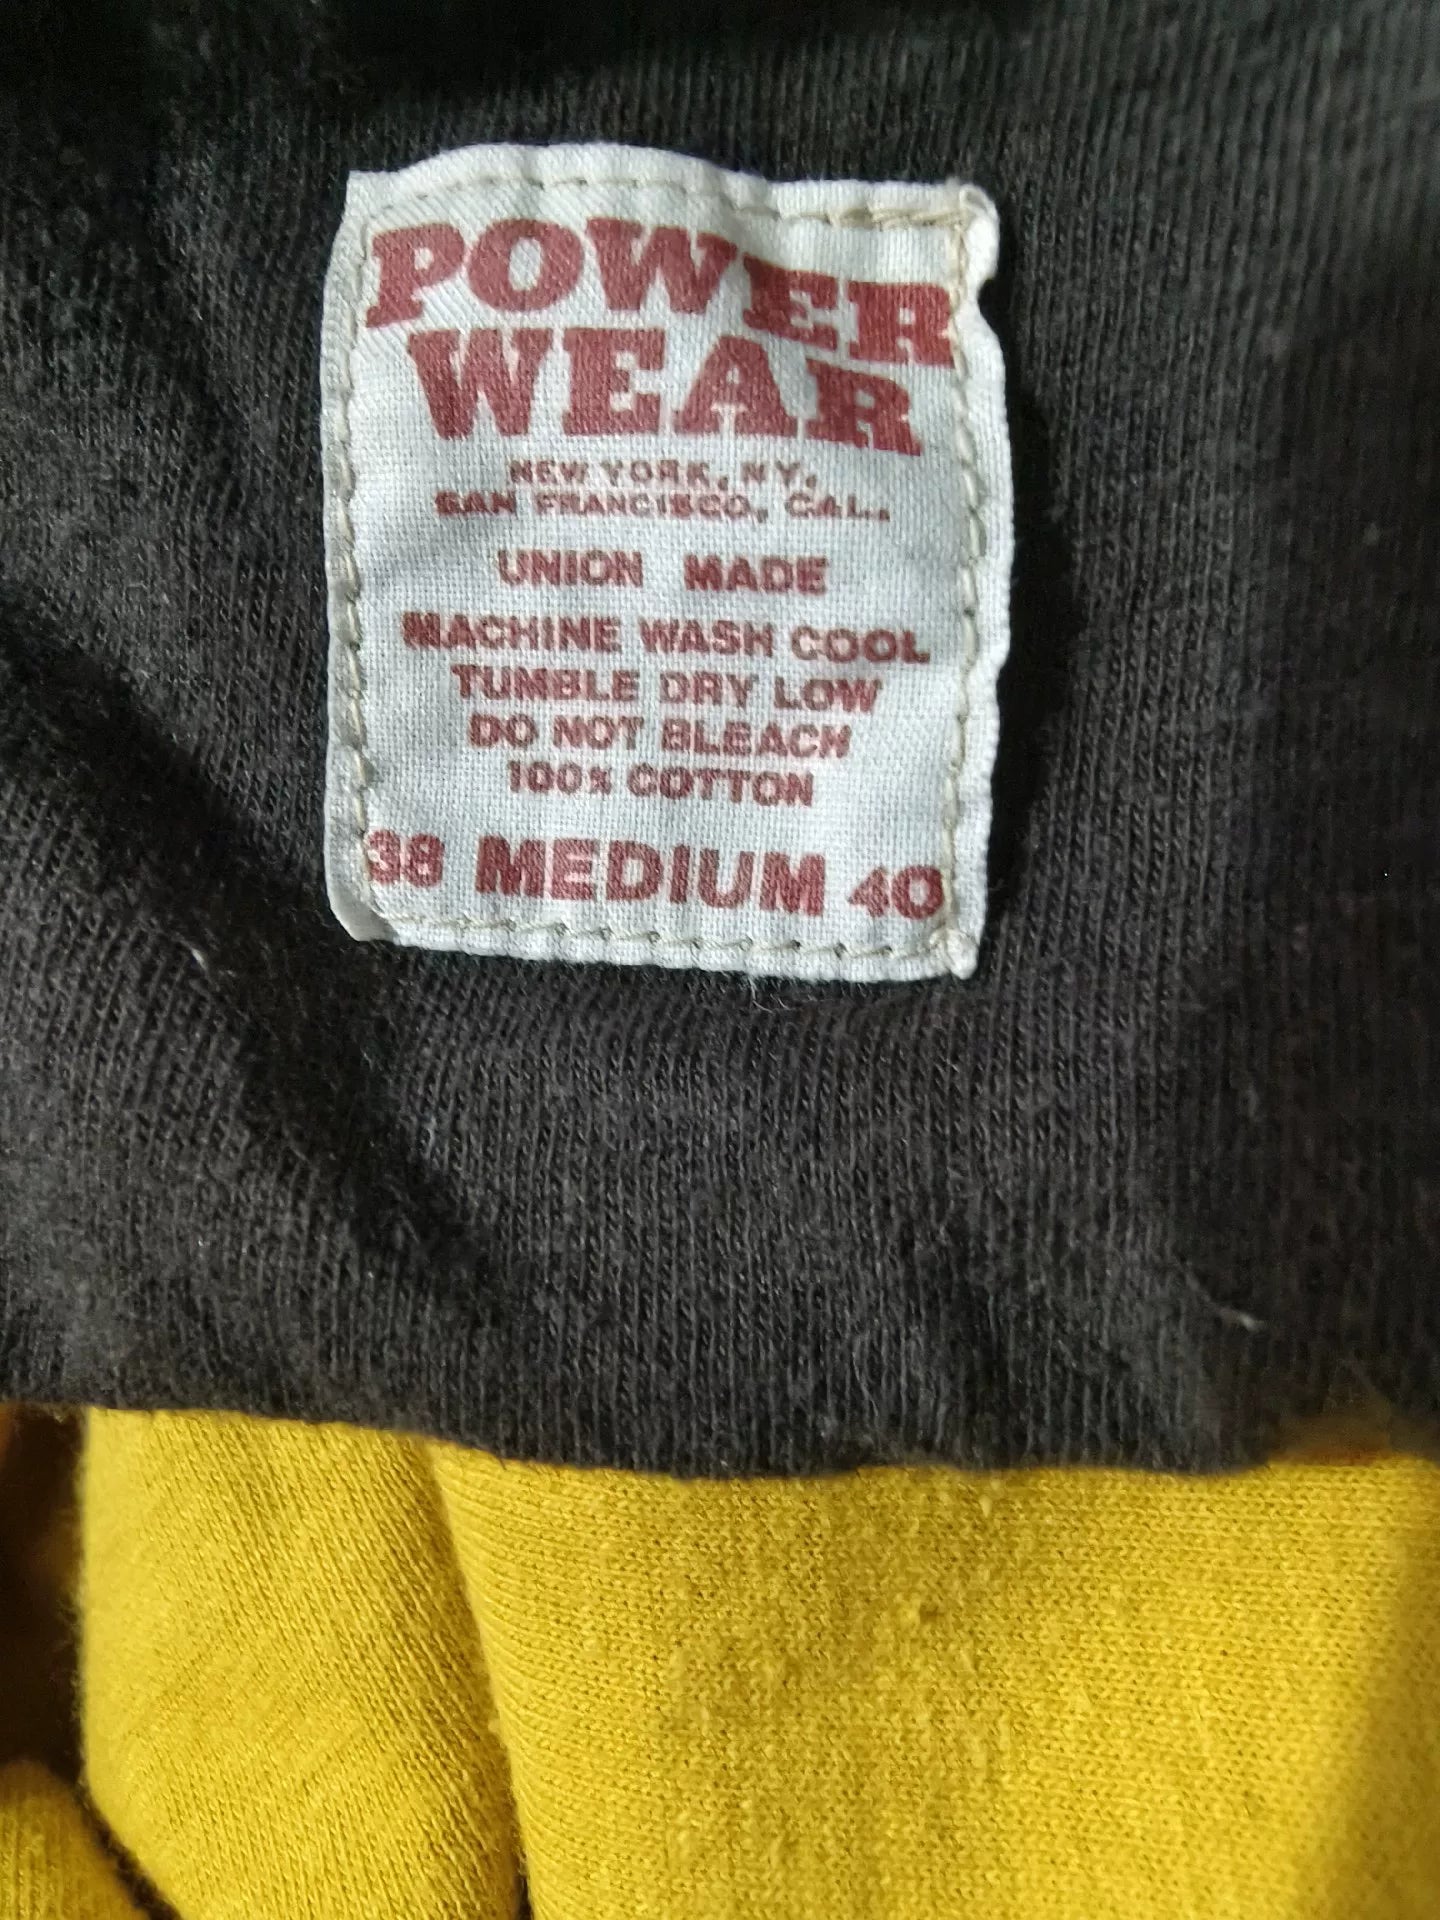 POWER
WEAR
NEW YORK, NY.
SAN FRANCISCO, CAL.
UNION MADE
MACHINE WASH COOL
TUMBLE DRY LOW
DO NOT BLEACH
100% COTTON
38 MEDIUM 40